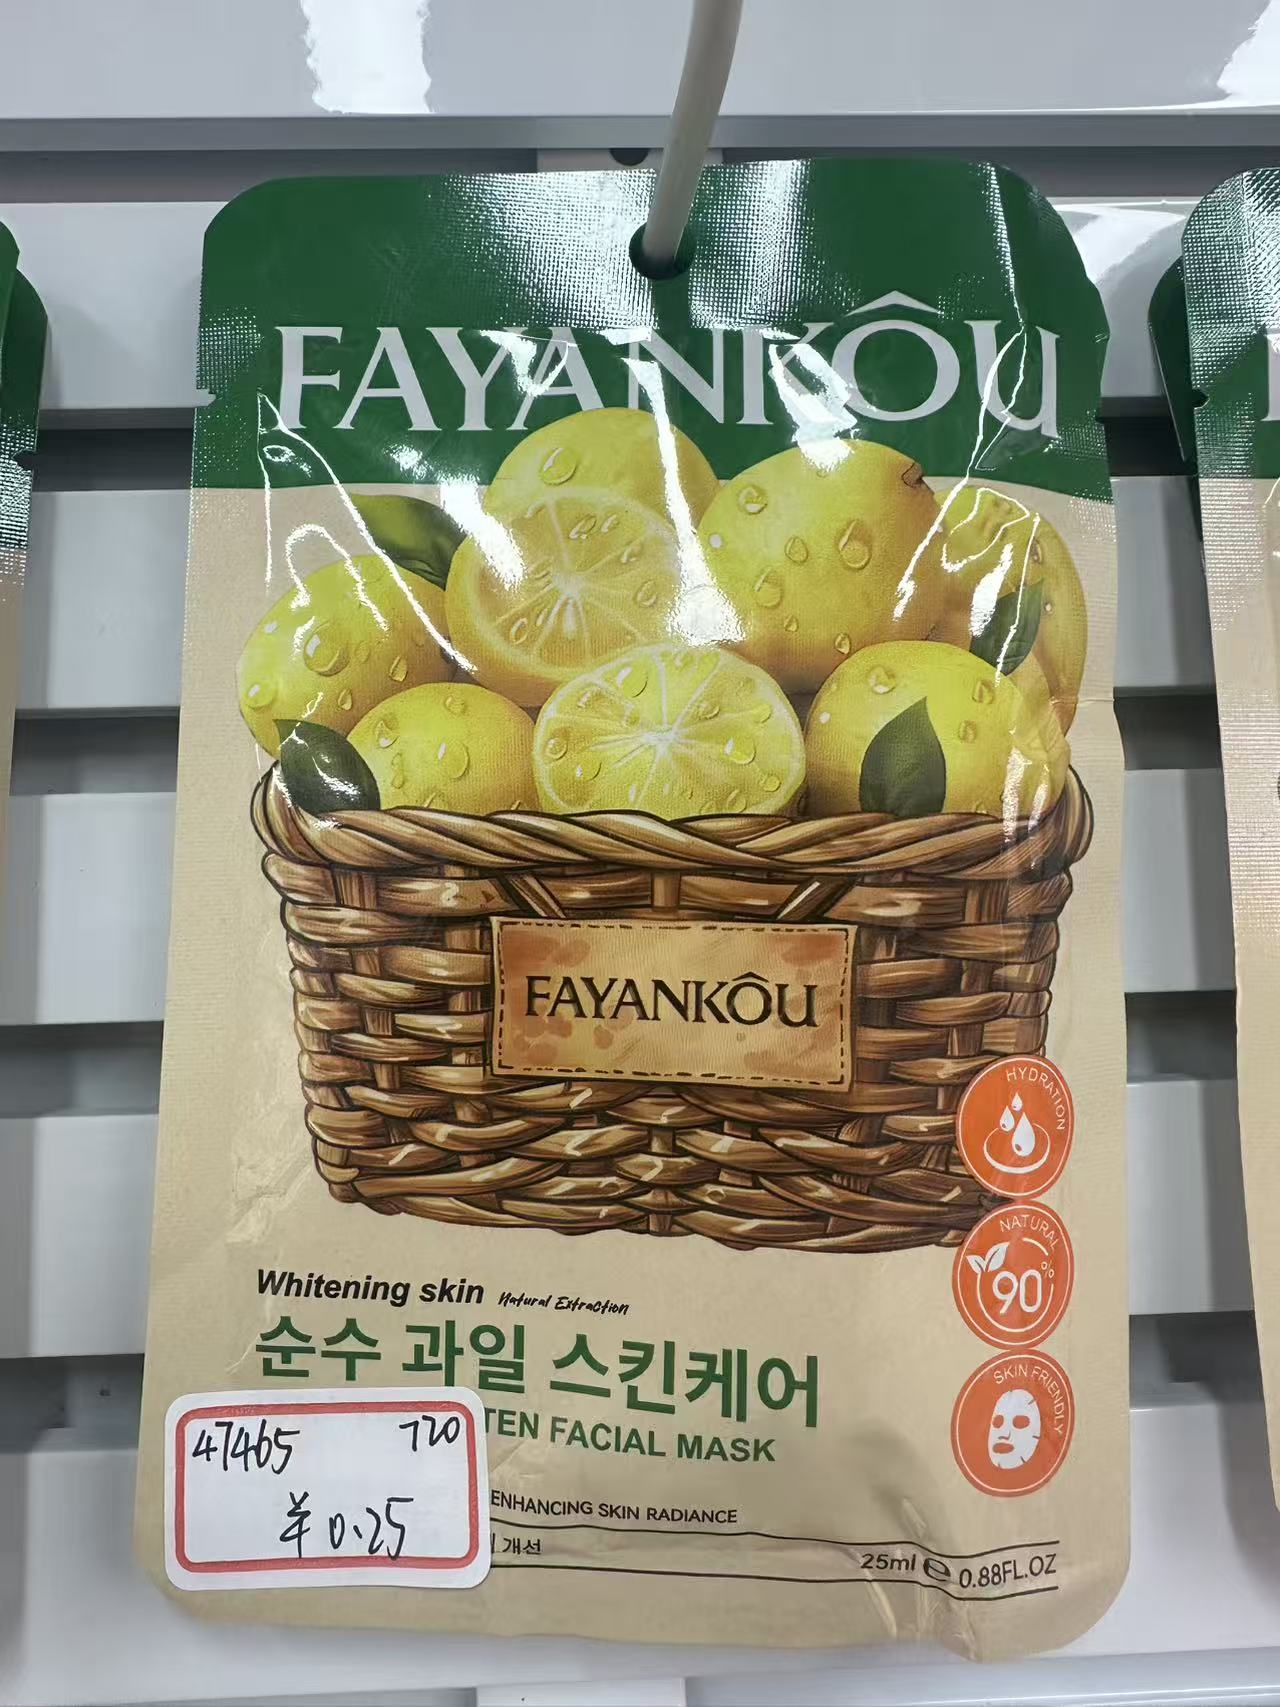 FAYANKÔU
FAYANKÔU
HYDRATION
NATURAL
90%
SKIN FRIENDLY
Whitening skin Natural Extraction
순수 과일 스킨케어
TEN FACIAL MASK
47465 720
¥0.25
ENHANCING SKIN RADIANCE
개선
25ml e 0.88FL.OZ